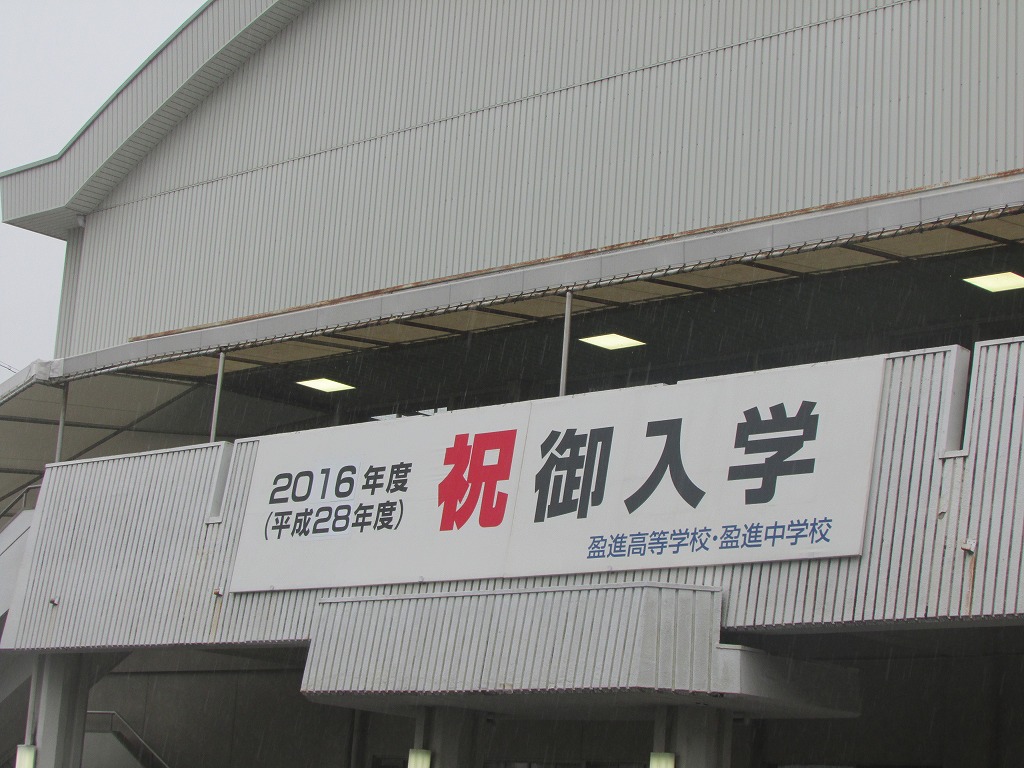 2016年度
(平成28年度)
祝 御入学
盈進高等学校・盈進中学校